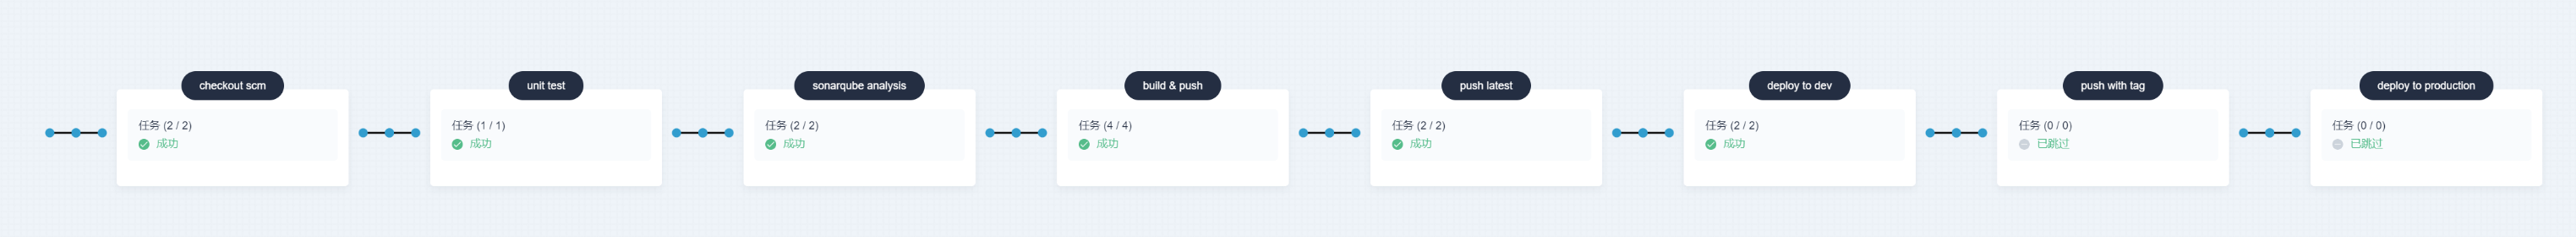 checkout scm
任务 (2 / 2)
成功
unit test
任务 (1 / 1)
成功
sonarqube analysis
任务 (2 / 2)
成功
build & push
任务 (4 / 4)
成功
push latest
任务 (2 / 2)
成功
deploy to dev
任务 (2 / 2)
成功
push with tag
任务 (0 / 0)
已跳过
deploy to production
任务 (0 / 0)
已跳过